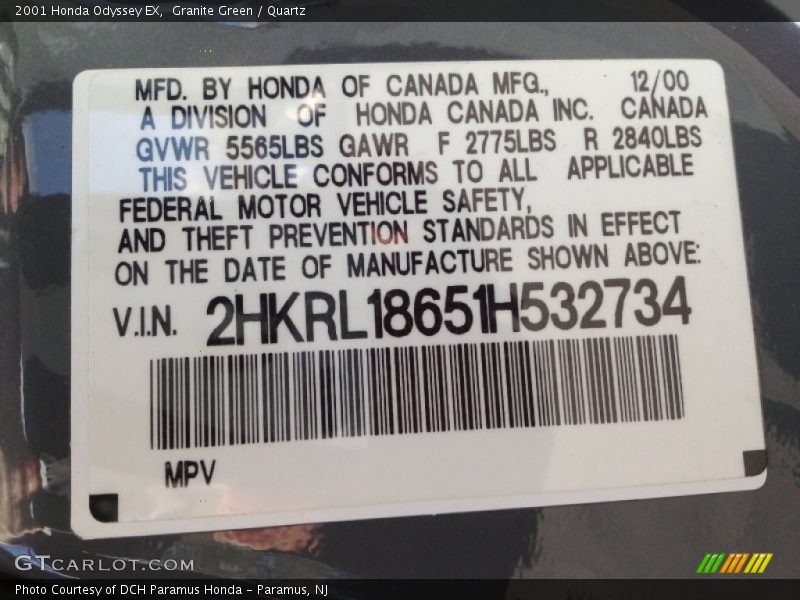 2001 Honda Odyssey EX, Granite Green / Quartz
MFD. BY HONDA OF CANADA MFG., 12/00
A DIVISION OF HONDA CANADA INC. CANADA
GVWR 5565LBS GAWR F 2775LBS R 2840LBS
THIS VEHICLE CONFORMS TO ALL APPLICABLE
FEDERAL MOTOR VEHICLE SAFETY,
AND THEFT PREVENTION STANDARDS IN EFFECT
ON THE DATE OF MANUFACTURE SHOWN ABOVE:
V.I.N. 2HKRL18651H532734
MPV
GTCARLOT.COM
Photo Courtesy of DCH Paramus Honda - Paramus, NJ